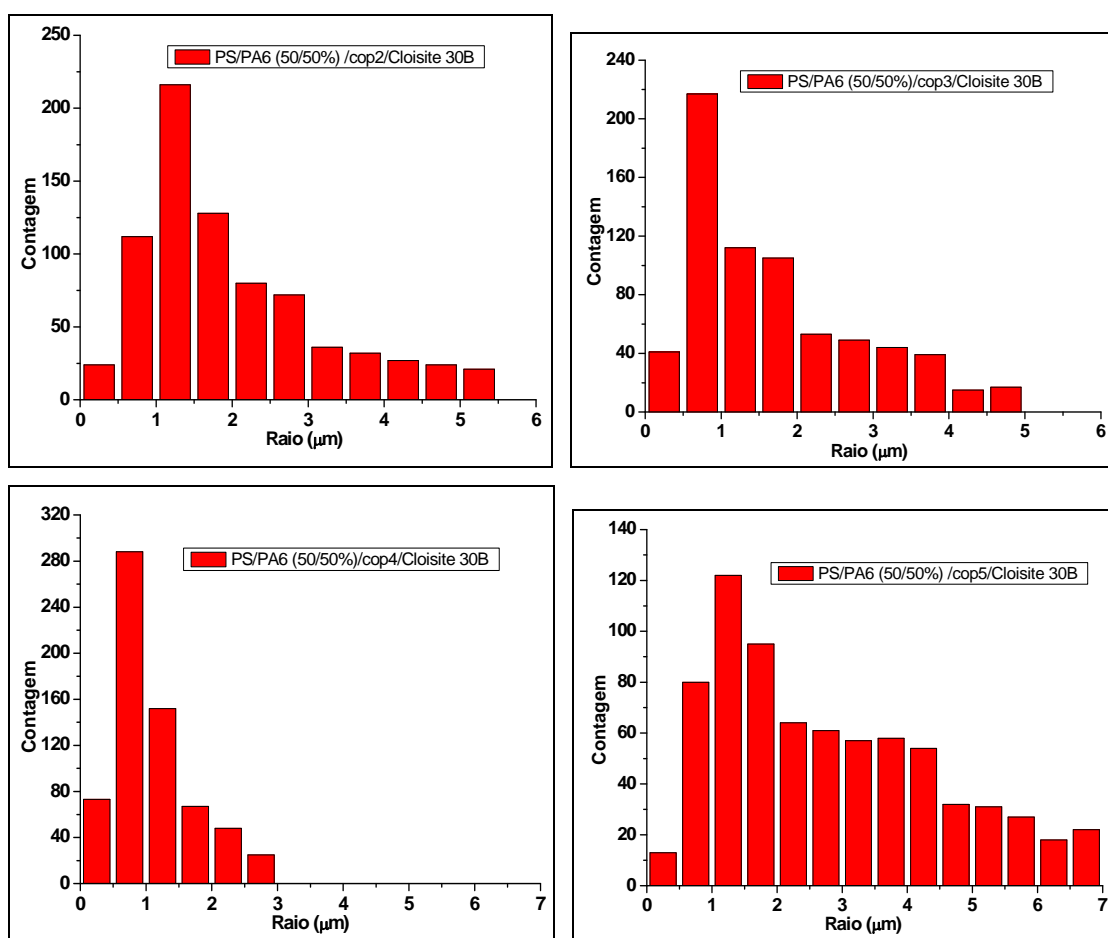 250
200
150
100
50
0
Contagem
PS/PA6 (50/50%) /cop2/Cloisite 30B
0 1 2 3 4 5 6
Raio (μm)
240
200
160
120
80
40
0
Contagem
PS/PA6 (50/50%)/cop3/Cloisite 30B
0 1 2 3 4 5 6
Raio (μm)
320
280
240
200
160
120
80
40
0
Contagem
PS/PA6 (50/50%)/cop4/Cloisite 30B
0 1 2 3 4 5 6 7
Raio (μm)
140
120
100
80
60
40
20
0
Contagem
PS/PA6 (50/50%) /cop5/Cloisite 30B
0 1 2 3 4 5 6 7
Raio (μm)